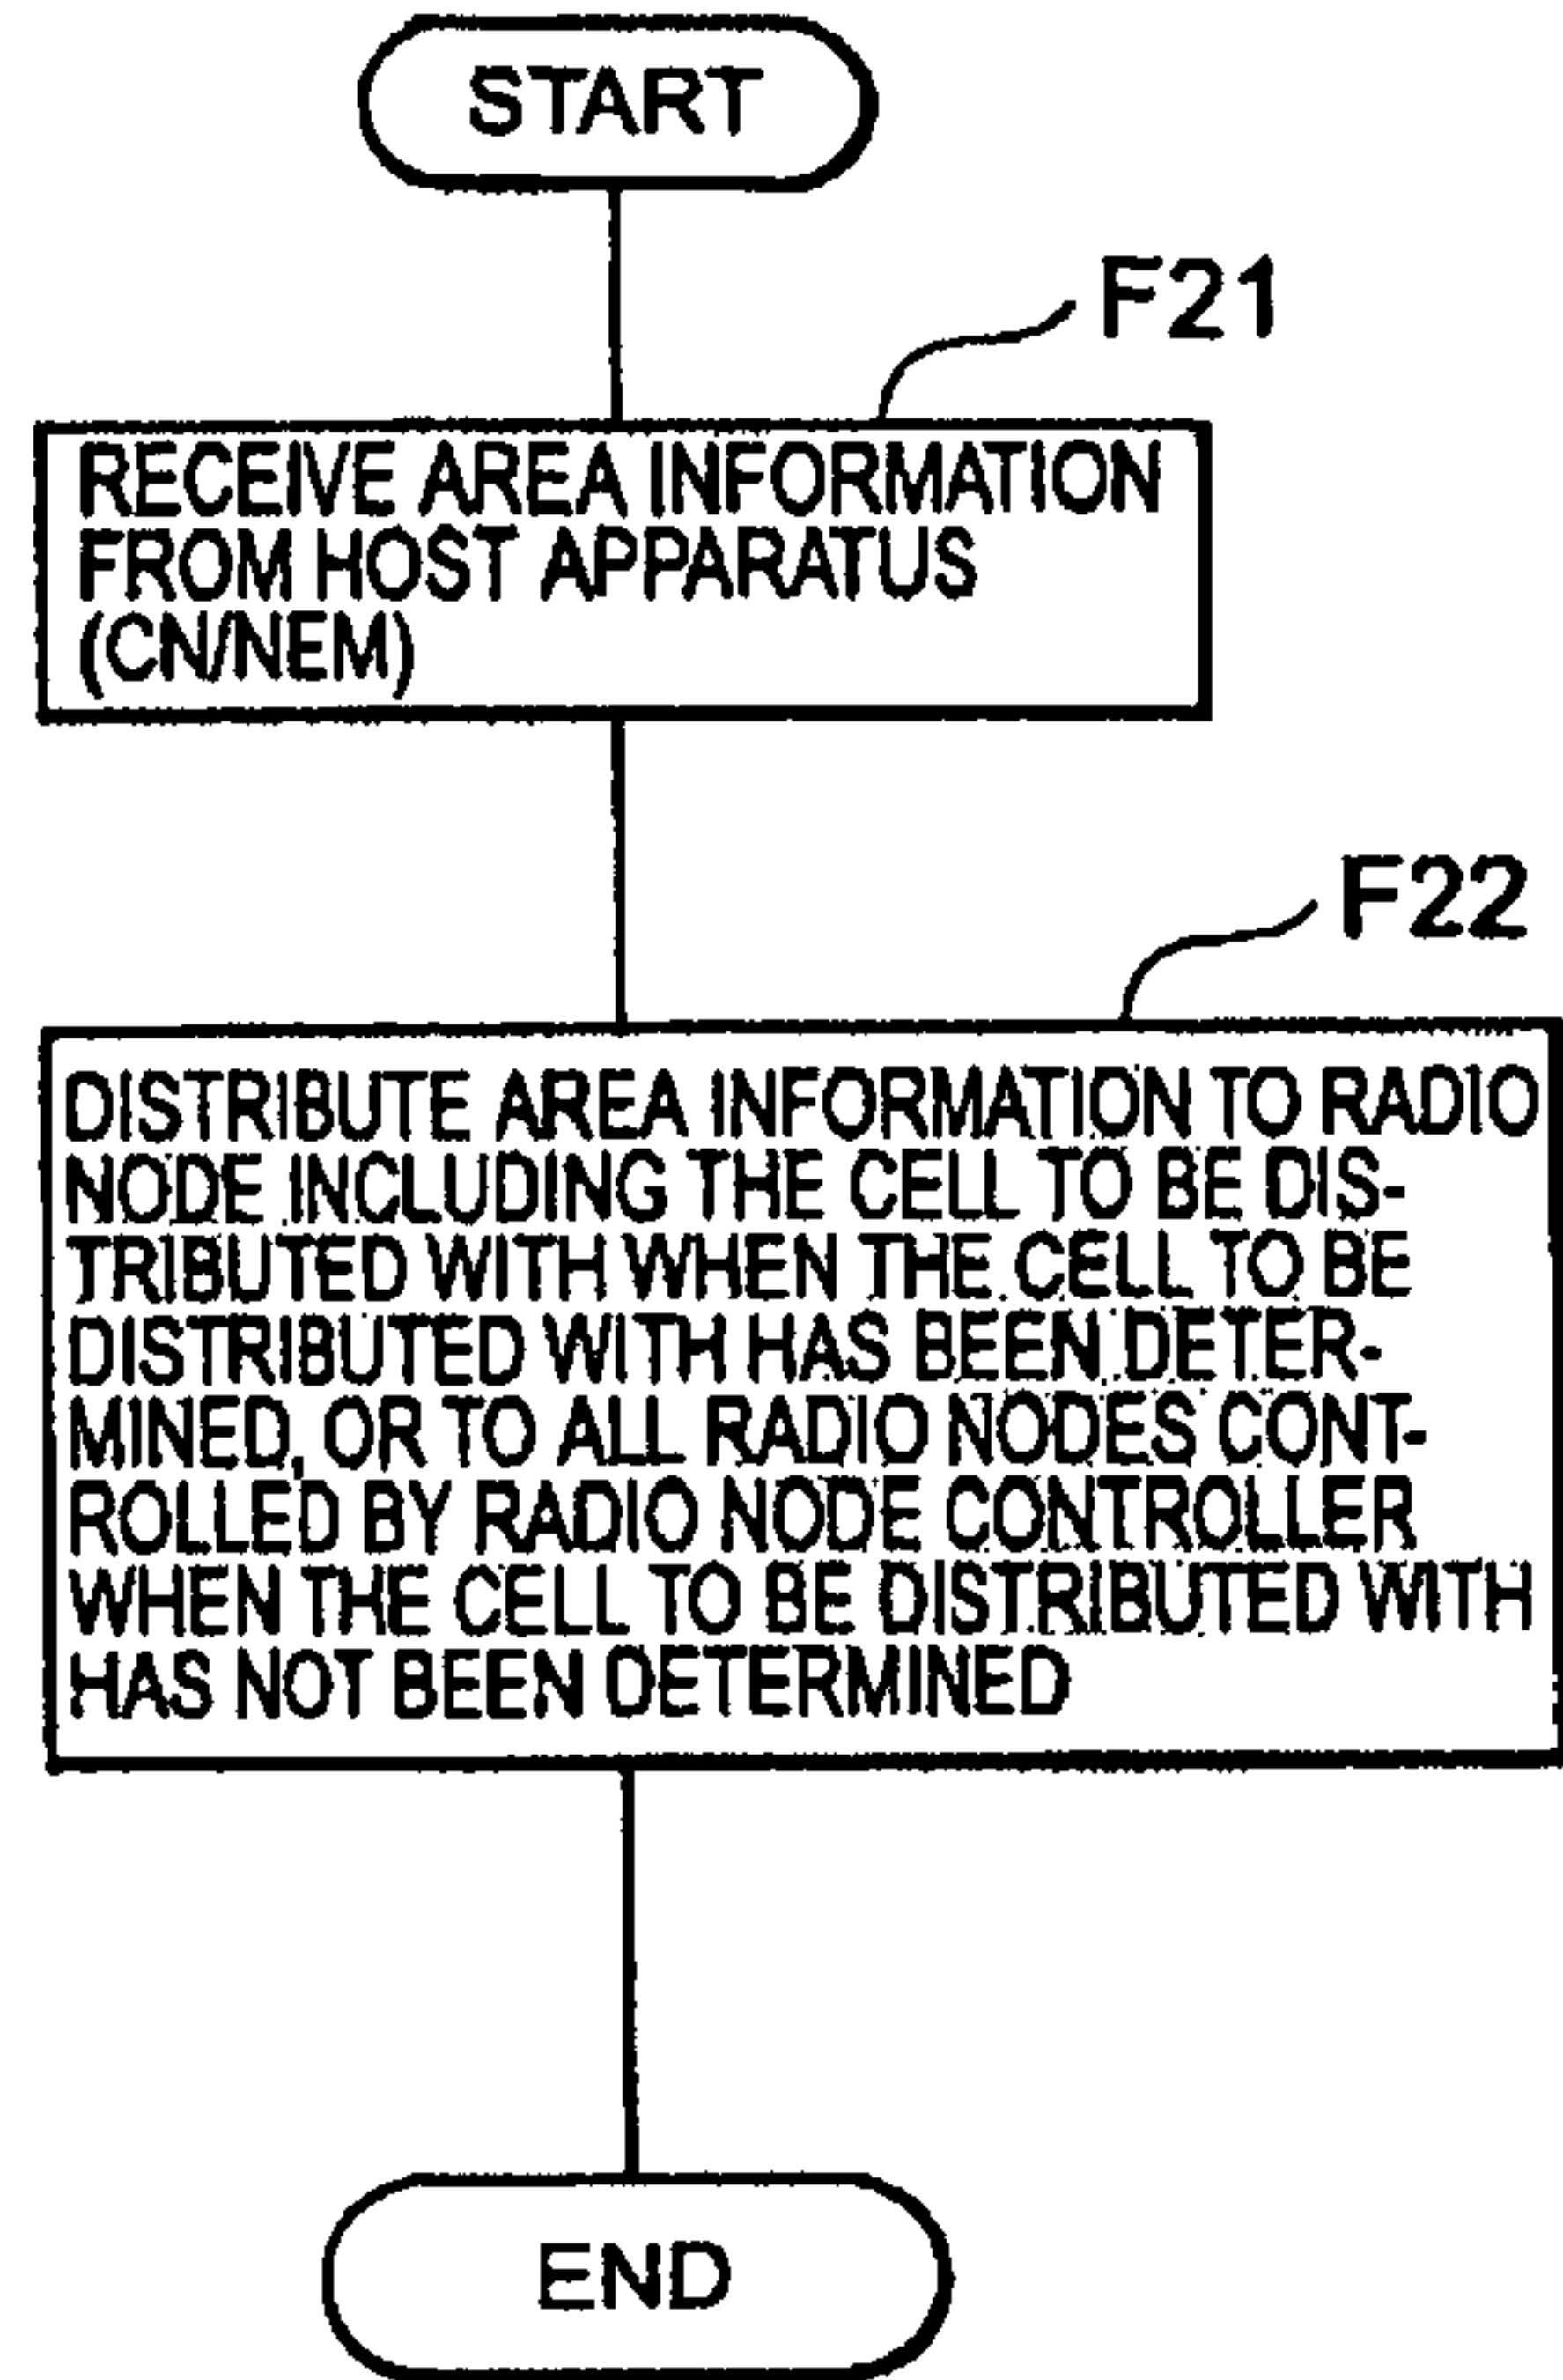 START
F21
RECEIVE AREA INFORMATION
FROM HOST APPARATUS
(CN/NEM)
F22
DISTRIBUTE AREA INFORMATION TO RADIO
NODE INCLUDING THE CELL TO BE DIS-
TRIBUTED WITH WHEN THE CELL TO BE
DISTRIBUTED WITH HAS BEEN DETER-
MINED, OR TO ALL RADIO NODES CONT-
ROLLED BY RADIO NODE CONTROLLER
WHEN THE CELL TO BE DISTRIBUTED WITH
HAS NOT BEEN DETERMINED
END